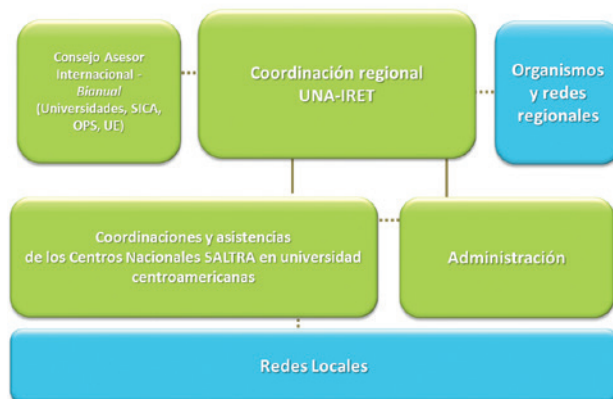 Consejo Asesor
internacional -
Bianual
(Universidades, SICA,
OPS, UE)
Coordinación regional
UNA-IRET
Organismos
y redes
regionales
Coordinaciones y asistencias
de los Centros Nacionales SALTRA en universidad
centroamericanas
Administración
Redes Locales